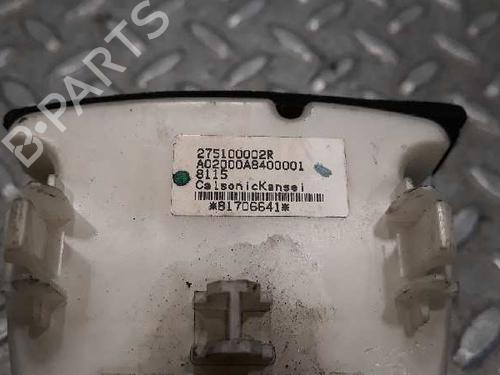 B-PARTS
275100002R
A02000A8400001
8115
CalsonicKansei
*81706641*